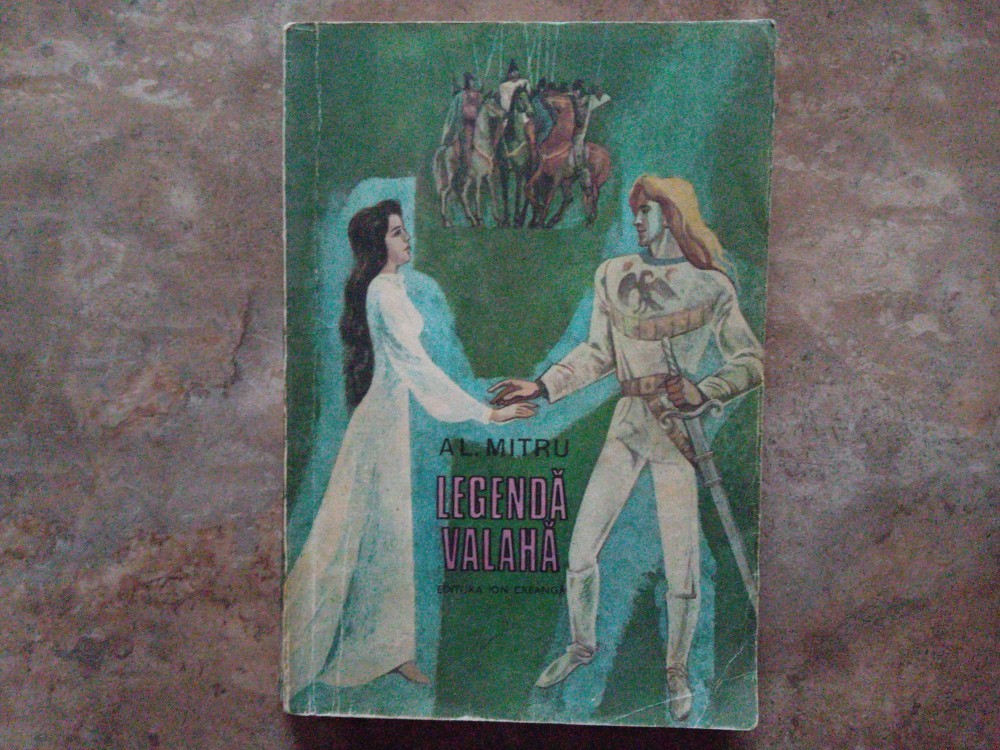 AL. MITRU
LEGENDĂ
VALAHĂ
EDITURA ION CREANGĂ